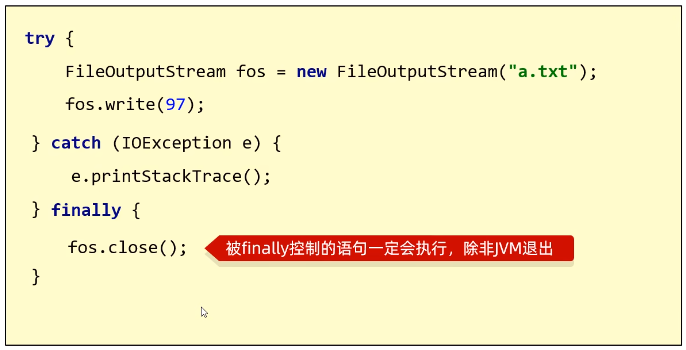 try {
FileOutputStream fos = new FileOutputStream("a.txt");
fos.write(97);
} catch (IOException e) {
e.printStackTrace();
} finally {
fos.close(); 被finally控制的语句一定会执行，除非JVM退出
}